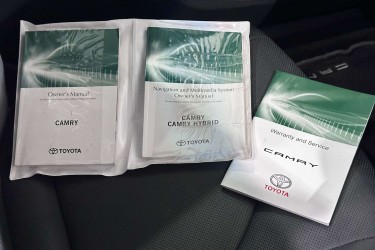 Owner's Manual
CAMRY
TOYOTA
Navigation and Multimedia System
Owner's Manual
CAMRY
CAMRY HYBRID
TOYOTA
Warranty and Service
CAMRY
TOYOTA